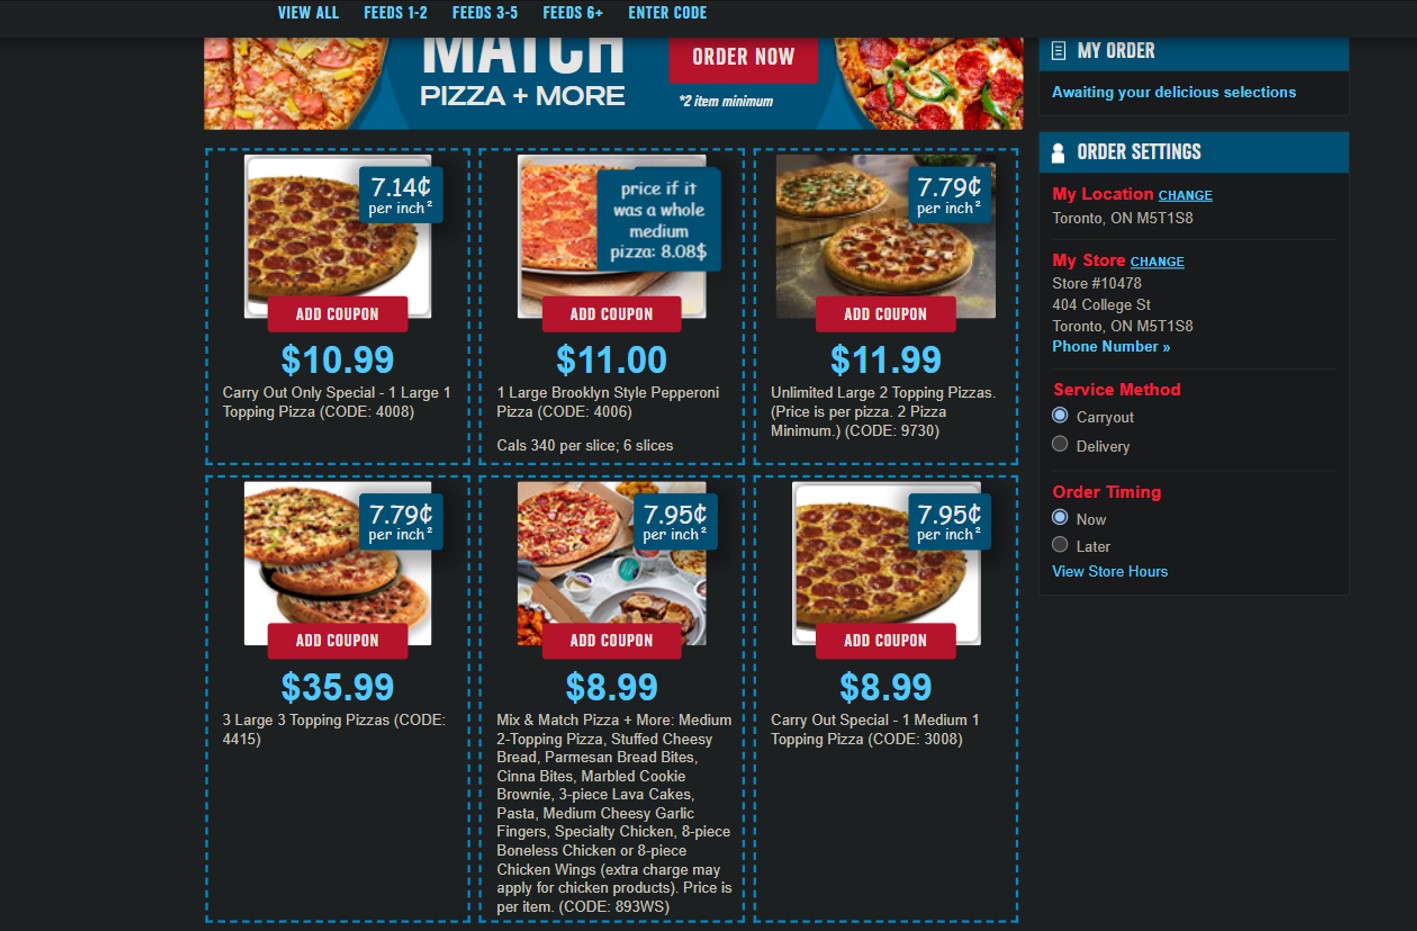 VIEW ALL FEEDS 1-2 FEEDS 3-5 FEEDS 6+ ENTER CODE
MATCH
PIZZA + MORE
ORDER NOW
*2 item minimum
7.14¢
per inch²
ADD COUPON
$10.99
Carry Out Only Special - 1 Large 1
Topping Pizza (CODE: 4008)
price if it
was a whole
medium
pizza: 8.08$
ADD COUPON
$11.00
1 Large Brooklyn Style Pepperoni
Pizza (CODE: 4006)
Cals 340 per slice; 6 slices
7.79¢
per inch²
ADD COUPON
$11.99
Unlimited Large 2 Topping Pizzas.
(Price is per pizza. 2 Pizza
Minimum.) (CODE: 9730)
7.79¢
per inch²
ADD COUPON
$35.99
3 Large 3 Topping Pizzas (CODE:
4415)
7.95¢
per inch²
ADD COUPON
$8.99
Mix & Match Pizza + More: Medium
2-Topping Pizza, Stuffed Cheesy
Bread, Parmesan Bread Bites,
Cinna Bites, Marbled Cookie
Brownie, 3-piece Lava Cakes,
Pasta, Medium Cheesy Garlic
Fingers, Specialty Chicken, 8-piece
Boneless Chicken or 8-piece
Chicken Wings (extra charge may
apply for chicken products). Price is
per item. (CODE: 893WS)
7.95¢
per inch²
ADD COUPON
$8.99
Carry Out Special - 1 Medium 1
Topping Pizza (CODE: 3008)
MY ORDER
Awaiting your delicious selections
ORDER SETTINGS
My Location CHANGE
Toronto, ON M5T1S8
My Store CHANGE
Store #10478
404 College St
Toronto, ON M5T1S8
Phone Number »
Service Method
Carryout
Delivery
Order Timing
Now
Later
View Store Hours